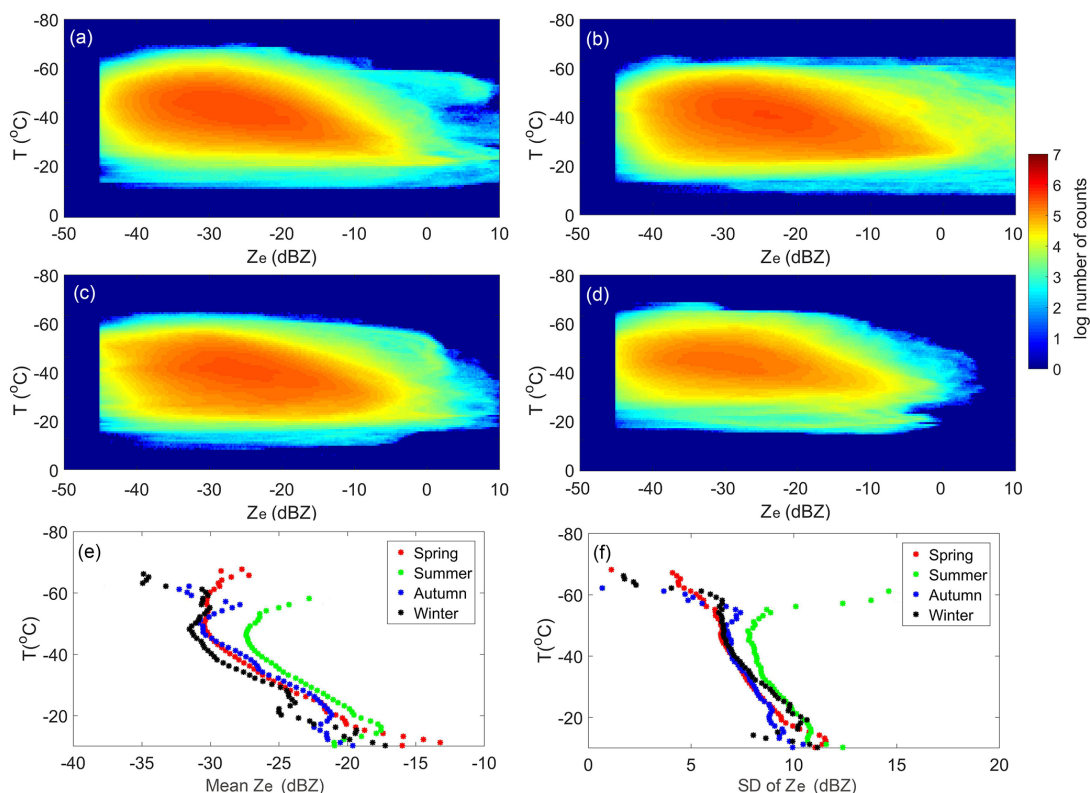 (a)
-80
-60
-40
-20
0
T (°C)
-50 -40 -30 -20 -10 0 10
Ze (dBZ)
(b)
-80
-60
-40
-20
0
T (°C)
-50 -40 -30 -20 -10 0 10
Ze (dBZ)
7
6
5
4
3
2
1
0
log number of counts
(c)
-80
-60
-40
-20
0
T (°C)
-50 -40 -30 -20 -10 0 10
Ze (dBZ)
(d)
-80
-60
-40
-20
0
T (°C)
-50 -40 -30 -20 -10 0 10
Ze (dBZ)
(e)
-80
-60
-40
-20
T(°C)
Spring
Summer
Autumn
Winter
-40 -35 -30 -25 -20 -15 -10
Mean Ze (dBZ)
(f)
-80
-60
-40
-20
T(°C)
Spring
Summer
Autumn
Winter
0 5 10 15 20
SD of Ze (dBZ)